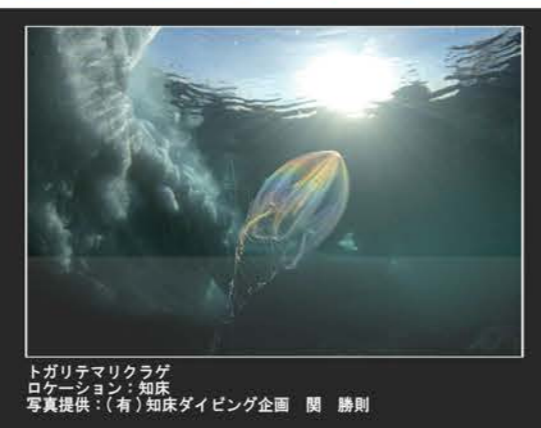 トガリテマリクラゲ
ロケーション：知床
写真提供：(有)知床ダイビング企画　関　勝則